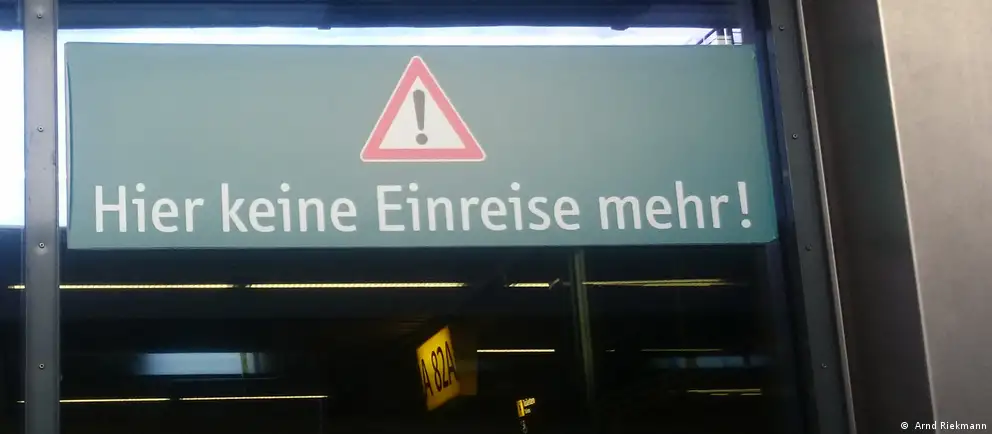 Hier keine Einreise mehr!
A 82A
© Arnd Riekmann